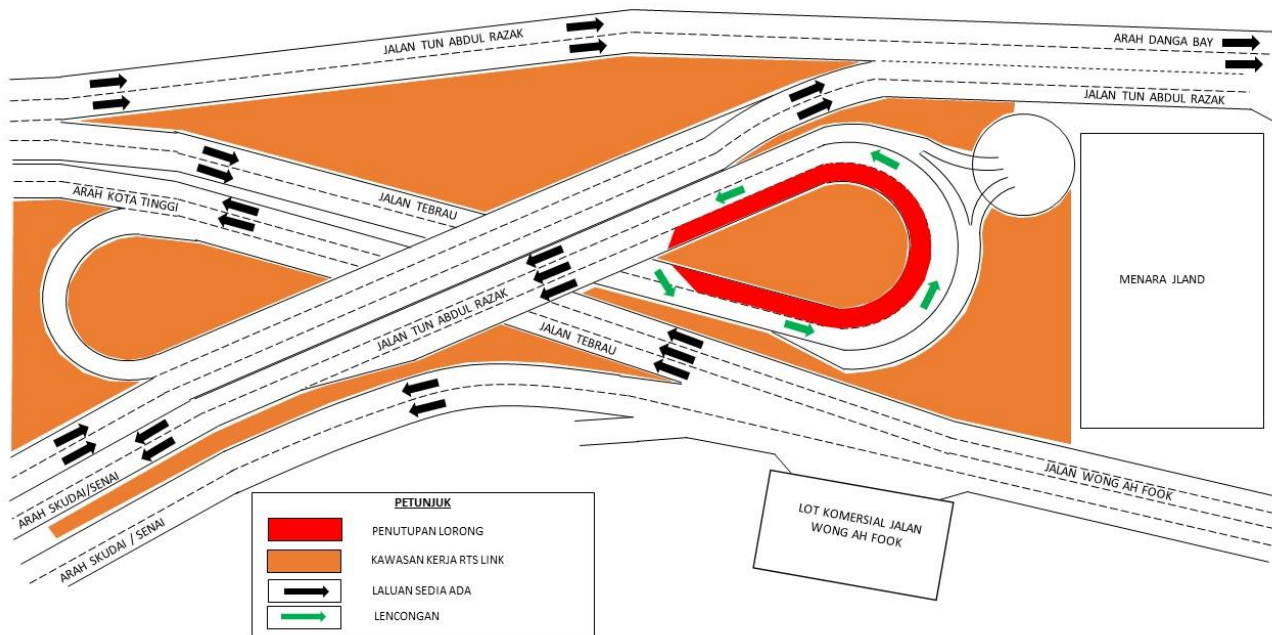 JALAN TUN ABDUL RAZAK
ARAH DANGA BAY
JALAN TUN ABDUL RAZAK
ARAH KOTA TINGGI
JALAN TEBRAU
MENARA JLAND
JALAN TUN ABDUL RAZAK
JALAN TEBRAU
JALAN WONG AH FOOK
ARAH SKUDAI/SENAI
ARAH SKUDAI / SENAI
LOT KOMERSIAL JALAN
WONG AH FOOK
PETUNJUK
PENUTUPAN LORONG
KAWASAN KERJA RTS LINK
LALUAN SEDIA ADA
LENCONGAN